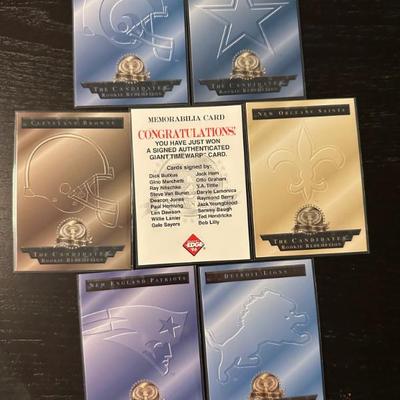 The Candidates
Rookie Redemption
The Candidates
Rookie Redemption
Cleveland Browns
The Candidates
Rookie Redemption
MEMORABILIA CARD
CONGRATULATIONS!
YOU HAVE JUST WON
A SIGNED AUTHENTICATED
GIANT TIMEWARP CARD.
Cards signed by:
Dick Butkus
Gino Marchetti
Ray Nitschke
Steve Van Buren
Deacon Jones
Paul Hornung
Len Dawson
Willie Lanier
Gale Sayers
Jack Ham
Otto Graham
Y.A. Tittle
Daryle Lamonica
Raymond Berry
Jack Youngblood
Sammy Baugh
Ted Hendricks
Bob Lilly
EDGE
New Orleans Saints
The Candidates
Rookie Redemption
New England Patriots
Detroit Lions